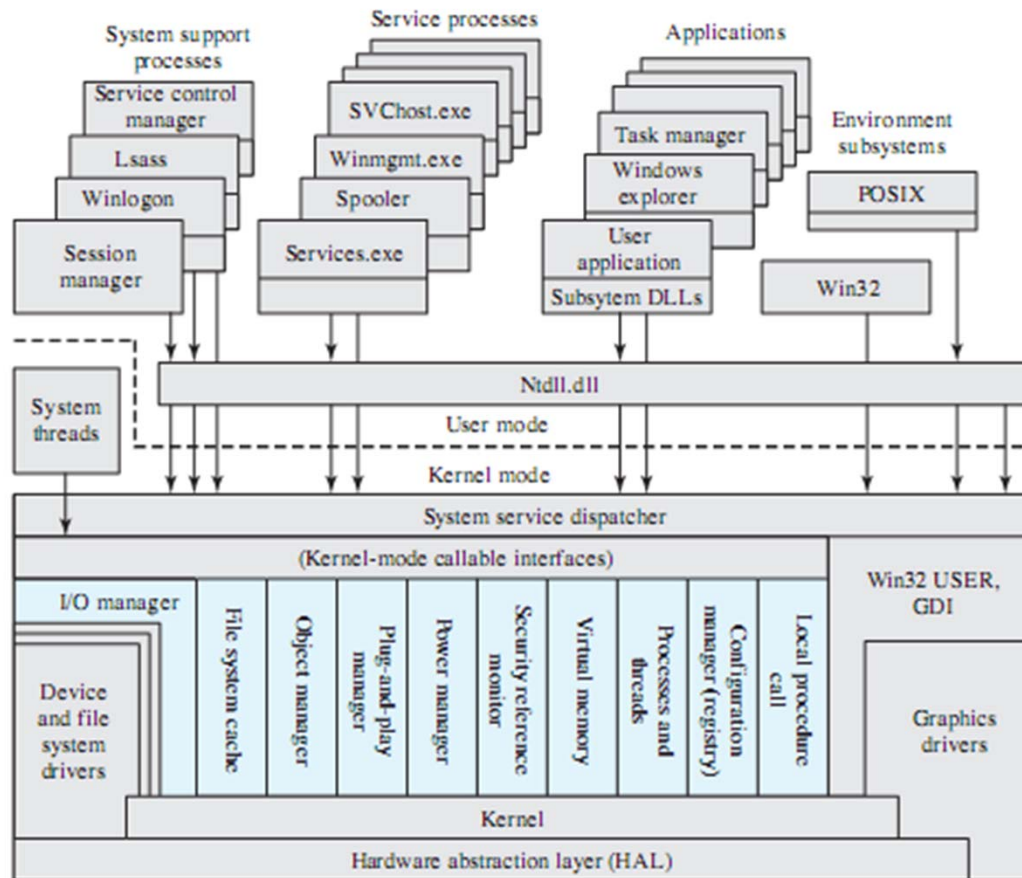 System support
processes
Service processes
Applications
Environment
subsystems
Service control
manager
Lsass
Winlogon
Session
manager
SVChost.exe
Winmgmt.exe
Spooler
Services.exe
Task manager
Windows
explorer
User
application
Subsytem DLLs
POSIX
Win32
System
threads
Ntdll.dll
User mode
Kernel mode
System service dispatcher
(Kernel-mode callable interfaces)
I/O manager
Device
and file
system
drivers
File system cache
Object manager
Plug-and-play
manager
Power manager
Security reference
monitor
Virtual memory
Processes and
threads
Configuration
manager (registry)
Local procedure
call
Win32 USER,
GDI
Graphics
drivers
Kernel
Hardware abstraction layer (HAL)